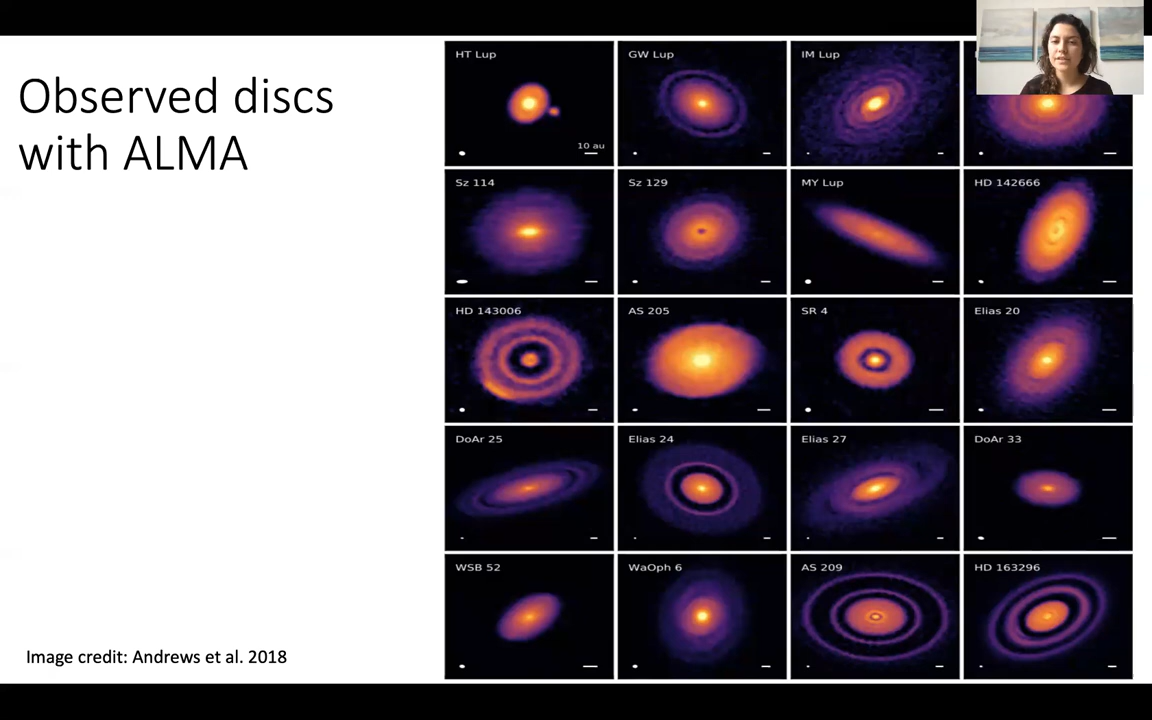 Observed discs
with ALMA
HT Lup
GW Lup
IM Lup
10 au
Sz 114
Sz 129
MY Lup
HD 142666
HD 143006
AS 205
SR 4
Elias 20
DoAr 25
Elias 24
Elias 27
DoAr 33
WSB 52
WaOph 6
AS 209
HD 163296
Image credit: Andrews et al. 2018